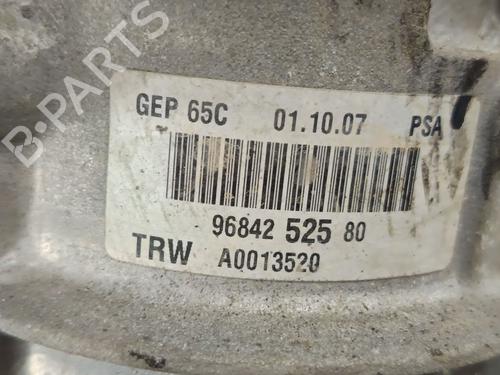 B-PARTS
GEP 65C 01.10.07 PSA
96842 525 80
TRW A0013520